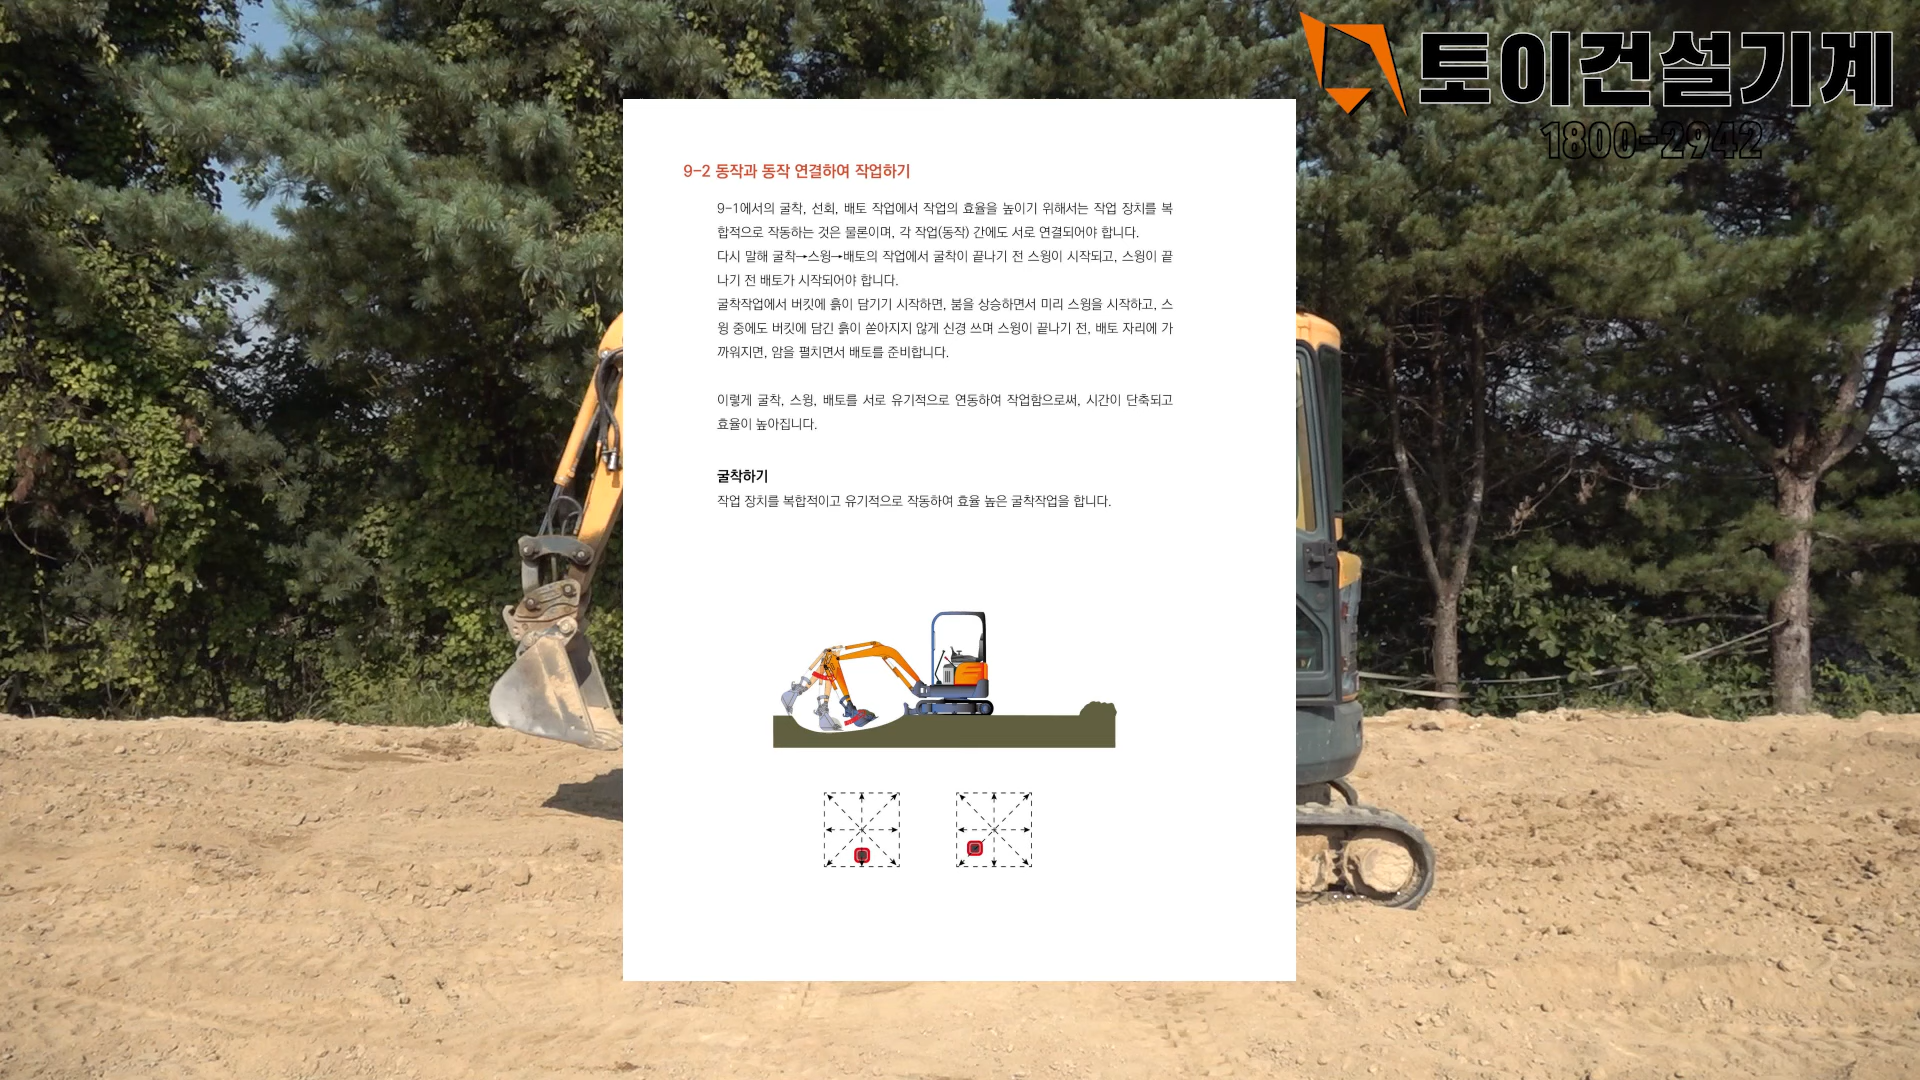 토이건설기계
1800-2942
9-2 동작과 동작 연결하여 작업하기
9-1에서의 굴착, 선회, 배토 작업에서 작업의 효율을 높이기 위해서는 작업 장치를 복
합적으로 작동하는 것은 물론이며, 각 작업(동작) 간에도 서로 연결되어야 합니다.
다시 말해 굴착→스윙→배토의 작업에서 굴착이 끝나기 전 스윙이 시작되고, 스윙이 끝
나기 전 배토가 시작되어야 합니다.
굴착작업에서 버킷에 흙이 담기기 시작하면, 붐을 상승하면서 미리 스윙을 시작하고, 스
윙 중에도 버킷에 담긴 흙이 쏟아지지 않게 신경 쓰며 스윙이 끝나기 전, 배토 자리에 가
까워지면, 암을 펼치면서 배토를 준비합니다.
이렇게 굴착, 스윙, 배토를 서로 유기적으로 연동하여 작업함으로써, 시간이 단축되고
효율이 높아집니다.
굴착하기
작업 장치를 복합적이고 유기적으로 작동하여 효율 높은 굴착작업을 합니다.